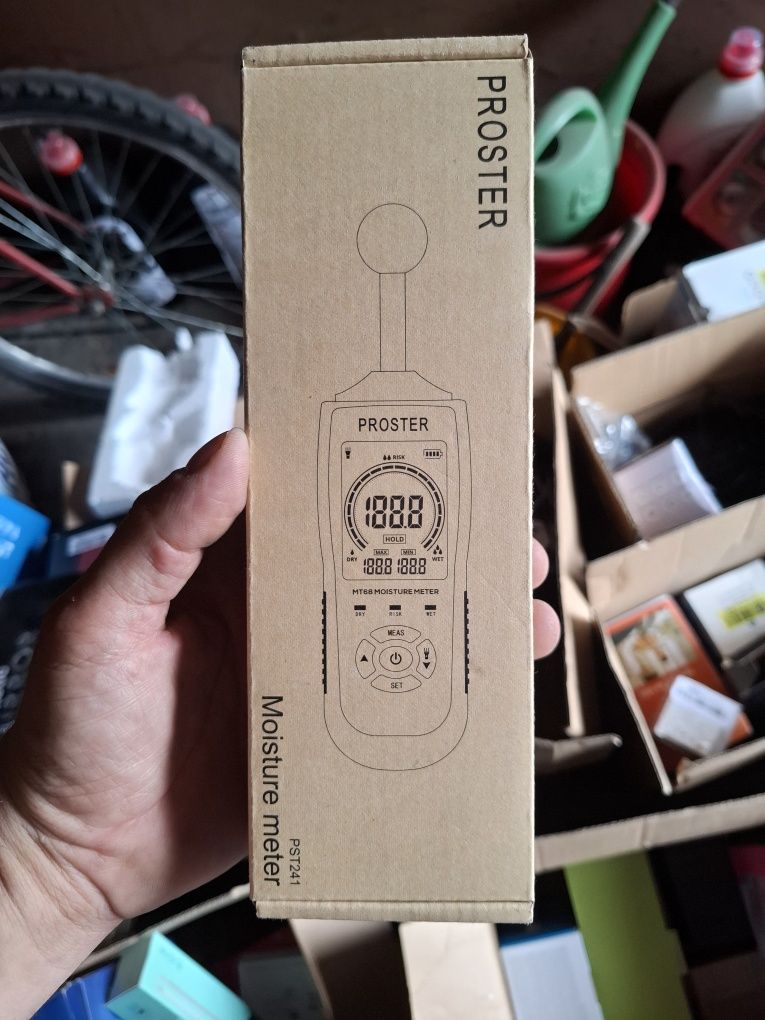 PROSTER
PROSTER
RISK
188.8
HOLD
DRY
MAX
MIN
WET
188.8
188.8
MT68 MOISTURE METER
DRY
RISK
WET
MEAS
SET
Moisture meter
PST241